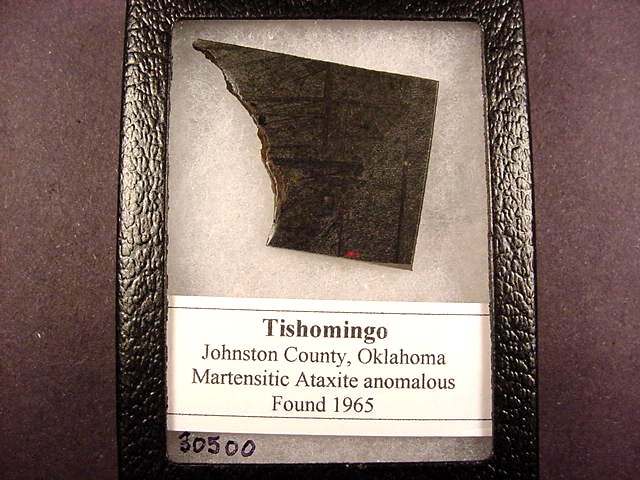 Tishomingo
Johnston County, Oklahoma
Martensitic Ataxite anomalous
Found 1965
30500